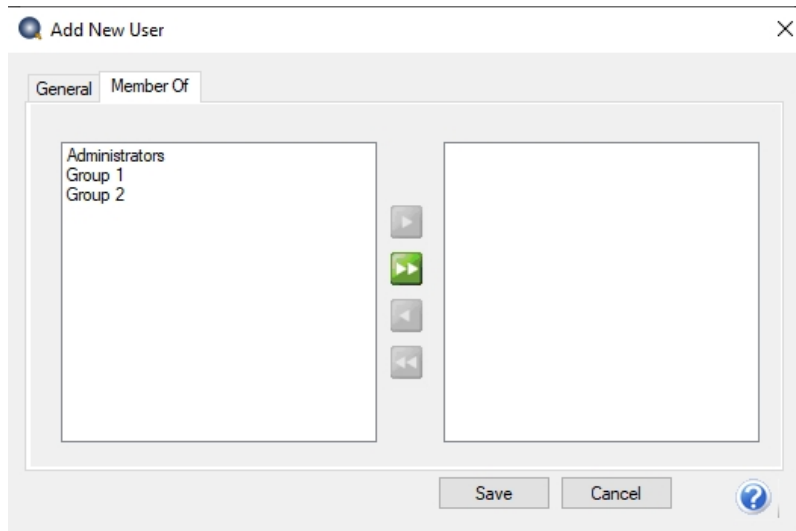 Add New User
General Member Of
Administrators
Group 1
Group 2
Save Cancel
?